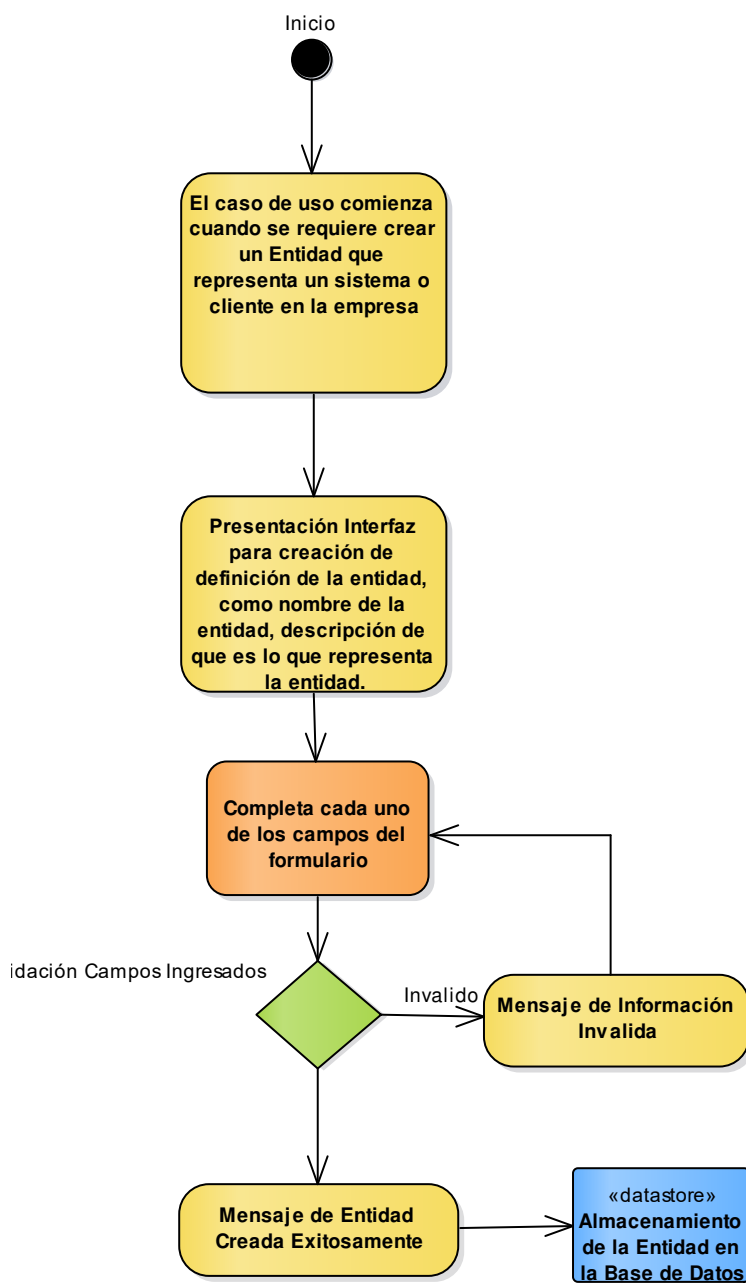 Inicio
El caso de uso comienza
cuando se requiere crear
un Entidad que
representa un sistema o
cliente en la empresa
Presentación Interfaz
para creación de
definición de la entidad,
como nombre de la
entidad, descripción de
que es lo que representa
la entidad.
Completa cada uno
de los campos del
formulario
idación Campos Ingresados
Invalido
Mensaje de Información
Invalida
Mensaje de Entidad
Creada Exitosamente
«datastore»
Almacenamiento
de la Entidad en
la Base de Datos